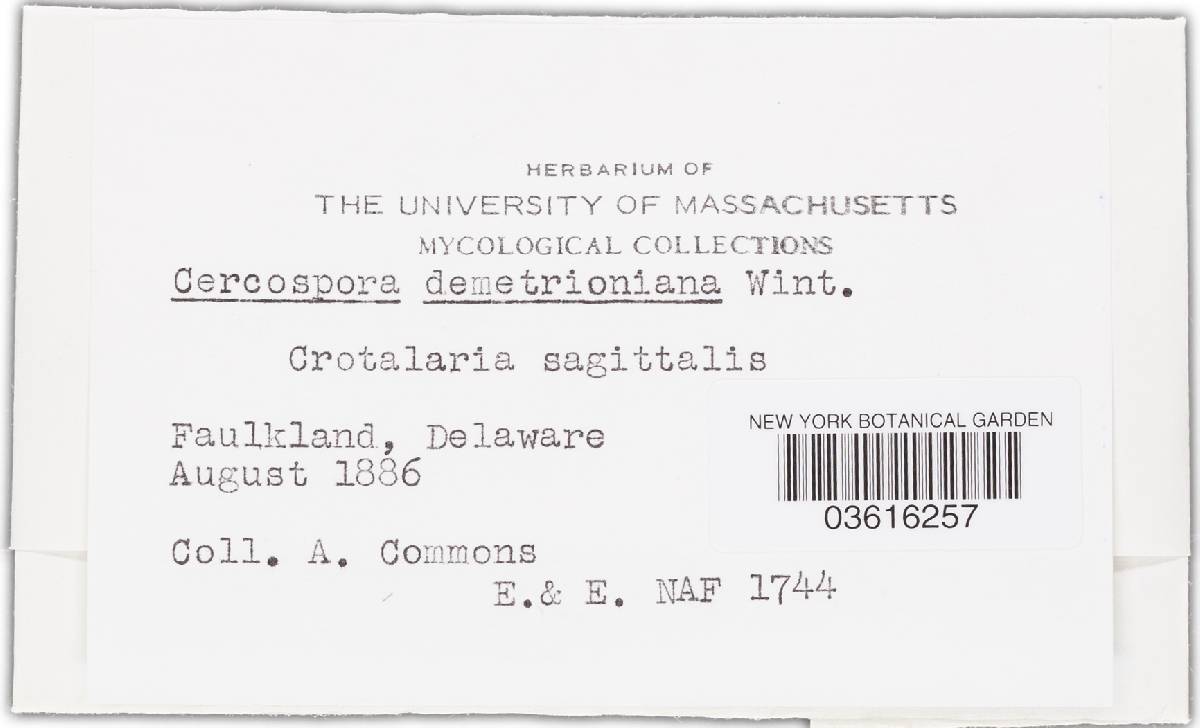 HERBARIUM OF
THE UNIVERSITY OF MASSACHUSETTS
MYCOLOGICAL COLLECTIONS
Cercospora demetrioniana Wint.
Crotalaria sagittalis
Faulkland, Delaware
August 1886
NEW YORK BOTANICAL GARDEN
03616257
Coll. A. Commons
E.& E. NAF 1744